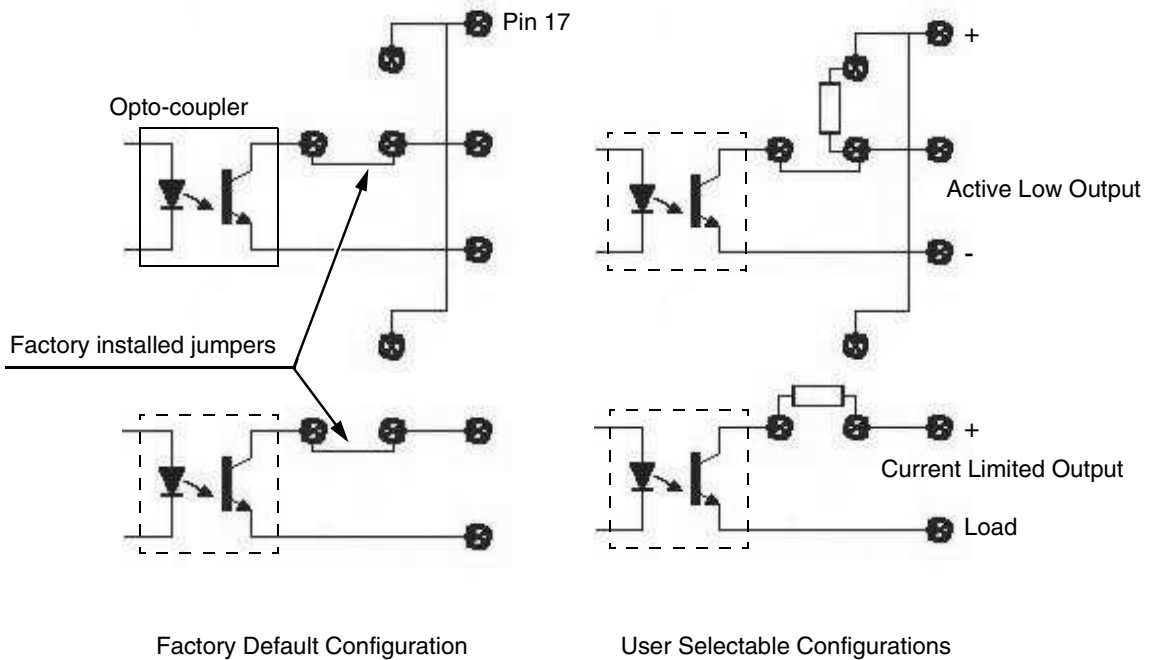 Pin 17
+
Opto-coupler
Active Low Output
-
Factory installed jumpers
+
Current Limited Output
Load
Factory Default Configuration
User Selectable Configurations